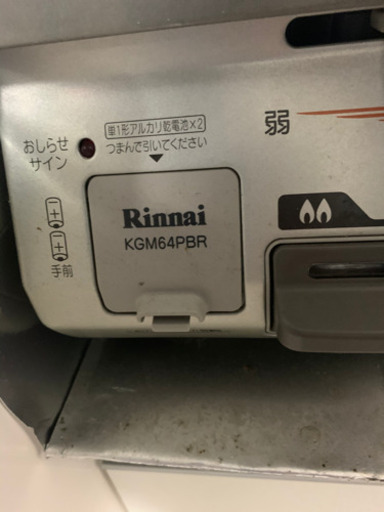 単1形アルカリ乾電池×2
つまんで引いてください
おしらせ
サイン
弱
Rinnai
KGM64PBR
手前